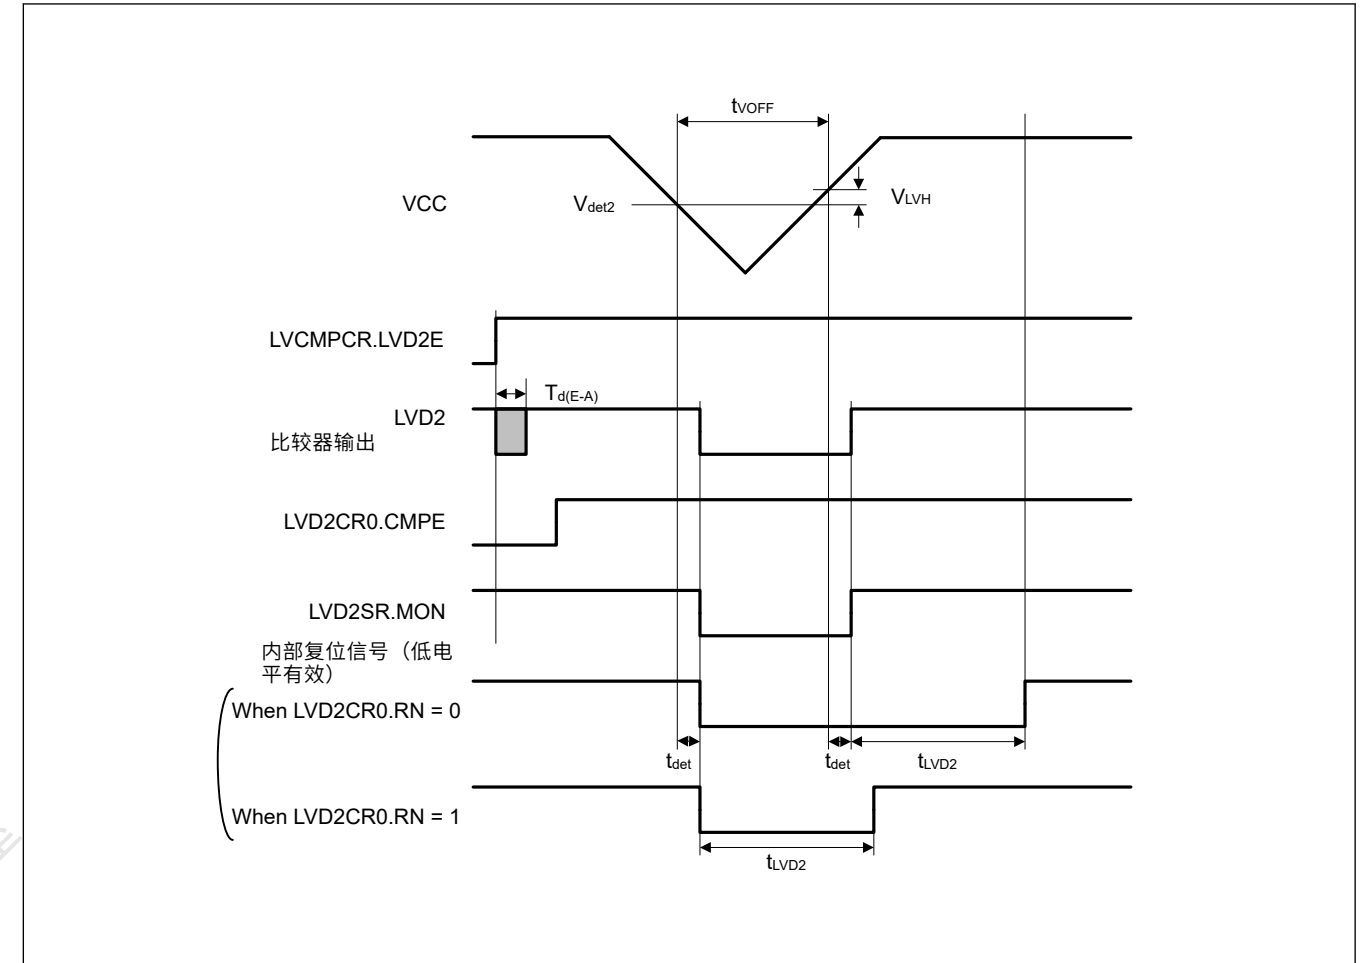 tVOFF
VCC
Vdet2
VLVH
LVCMPCR.LVD2E
Td(E-A)
LVD2
比较器输出
LVD2CR0.CMPE
LVD2SR.MON
内部复位信号（低电
平有效）
When LVD2CR0.RN = 0
tdet
tdet
tLVD2
When LVD2CR0.RN = 1
tLVD2